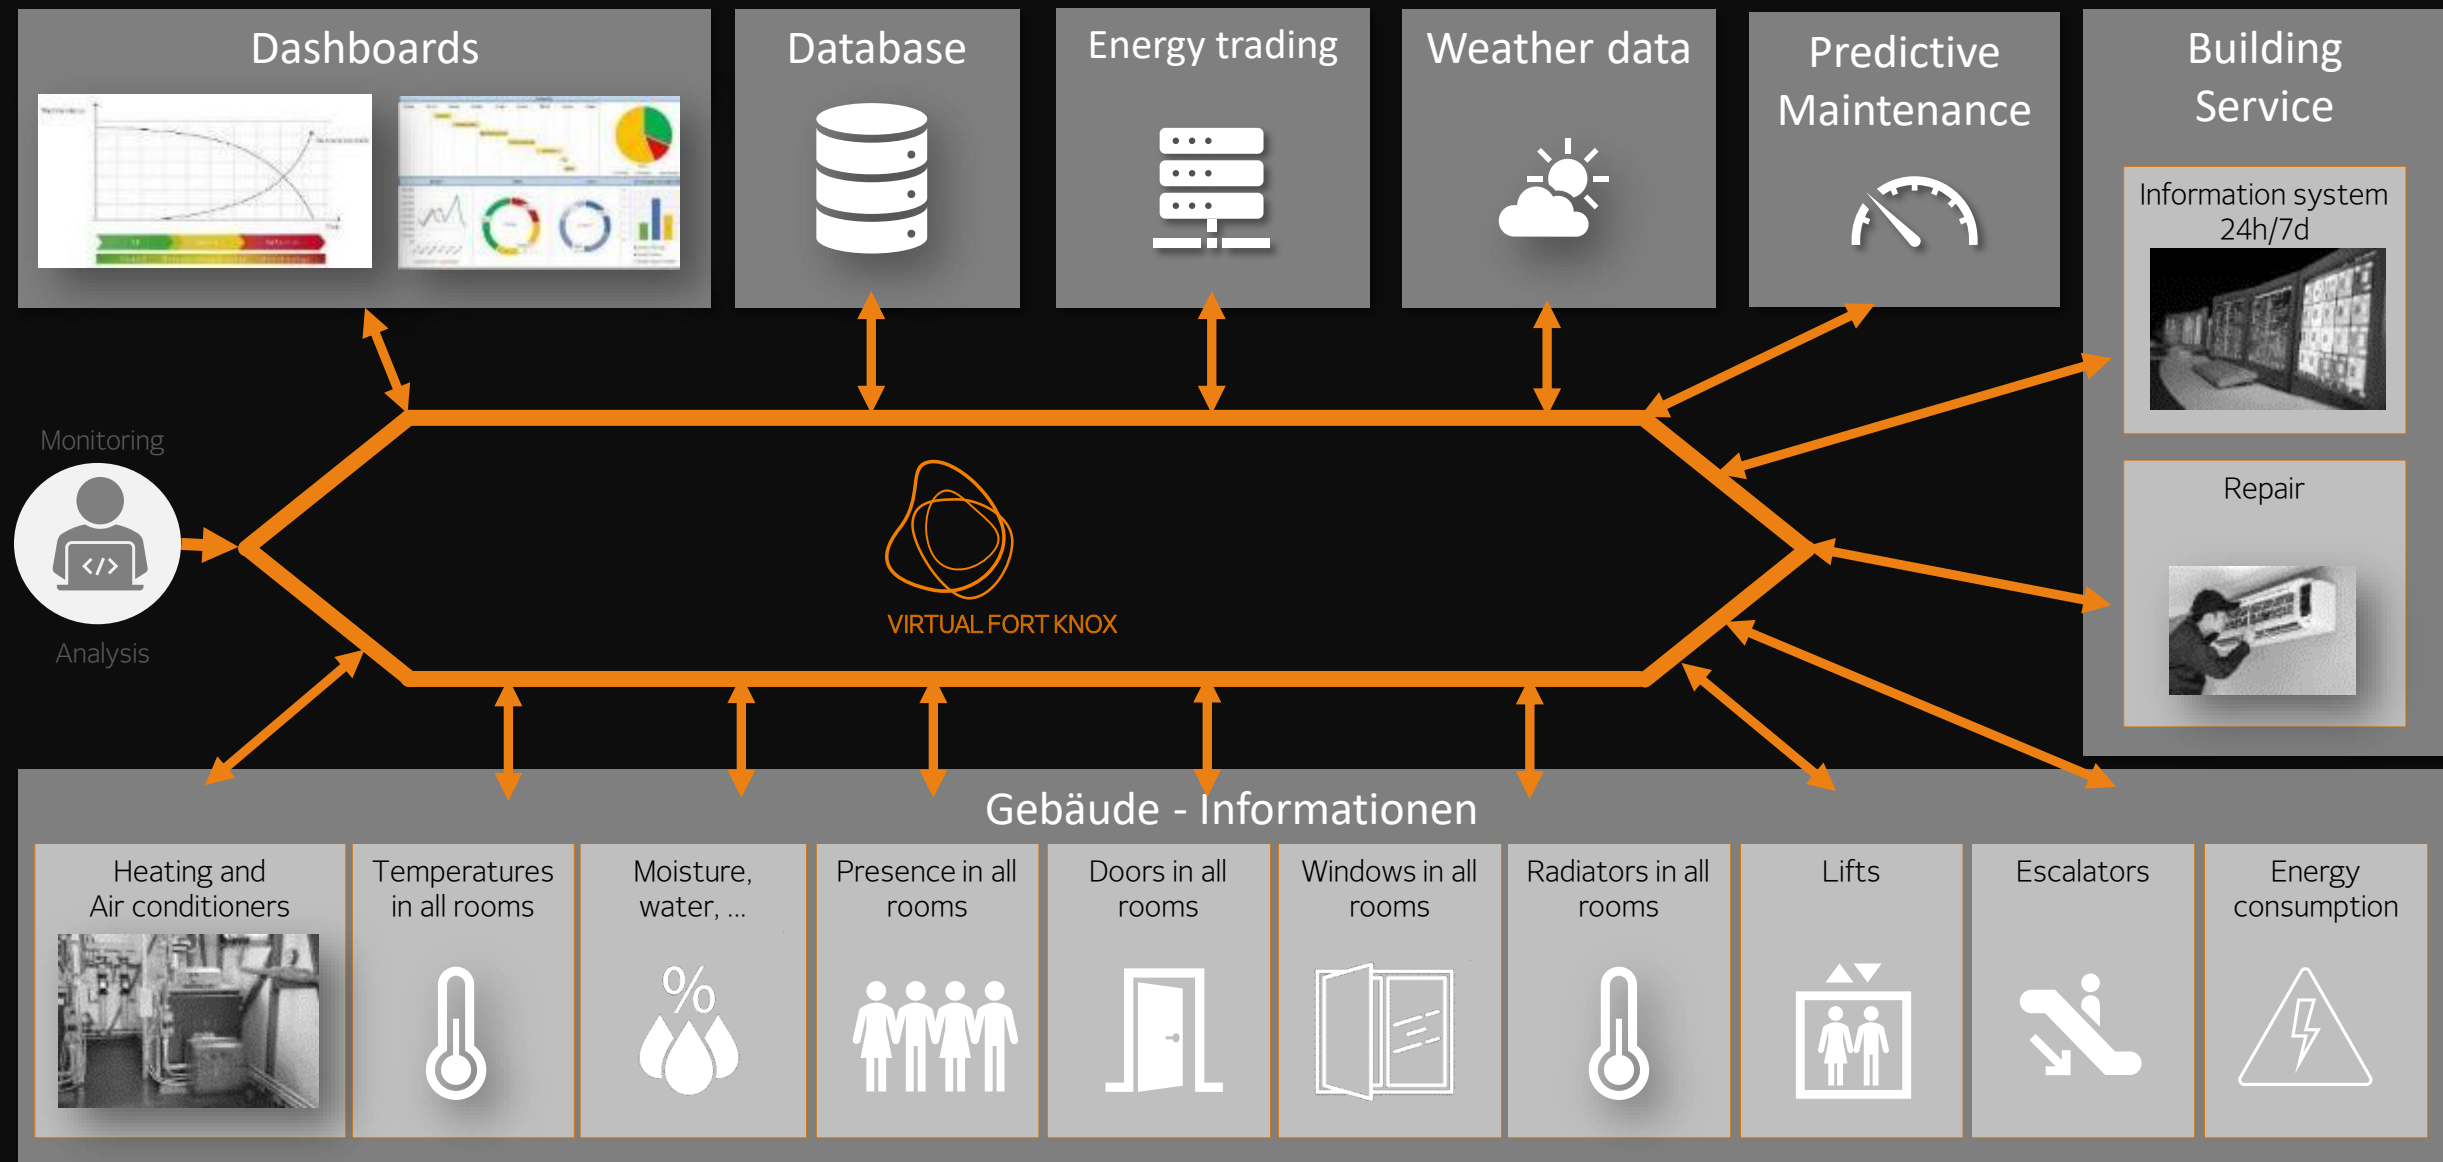 Dashboards
Database
Energy trading
Weather data
Predictive
Maintenance
Building
Service
Information system
24h/7d
Repair
Monitoring
</>
Analysis
VIRTUAL FORT KNOX
Gebäude - Informationen
Heating and
Air conditioners
Temperatures
in all rooms
Moisture,
water, ...
%
Presence in all
rooms
Doors in all
rooms
Windows in all
rooms
Radiators in all
rooms
Lifts
Escalators
Energy
consumption